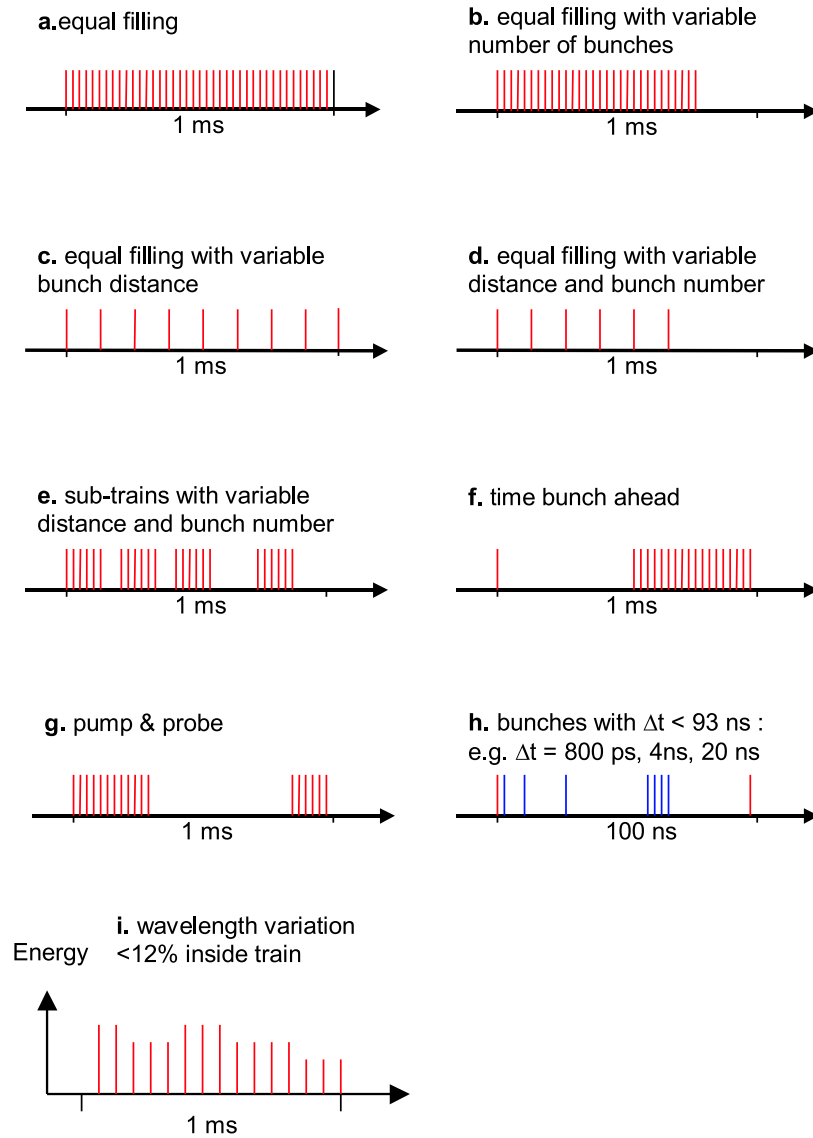 a.equal filling
1 ms
b. equal filling with variable
number of bunches
1 ms
c. equal filling with variable
bunch distance
1 ms
d. equal filling with variable
distance and bunch number
1 ms
e. sub-trains with variable
distance and bunch number
1 ms
f. time bunch ahead
1 ms
g. pump & probe
1 ms
h. bunches with Δt < 93 ns :
e.g. Δt = 800 ps, 4ns, 20 ns
100 ns
i. wavelength variation
<12% inside train
Energy
1 ms